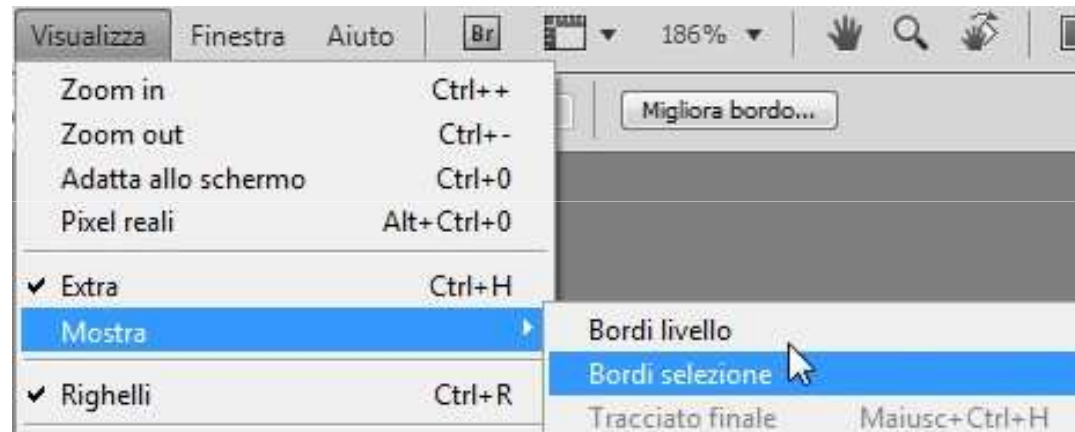 Visualizza Finestra Aiuto Br 186%
Migliora bordo...
Zoom in Ctrl++
Zoom out Ctrl+-
Adatta allo schermo Ctrl+0
Pixel reali Alt+Ctrl+0
Extra Ctrl+H
Mostra
Bordi livello
Bordi selezione
Tracciato finale Maiusc+Ctrl+H
Righelli Ctrl+R